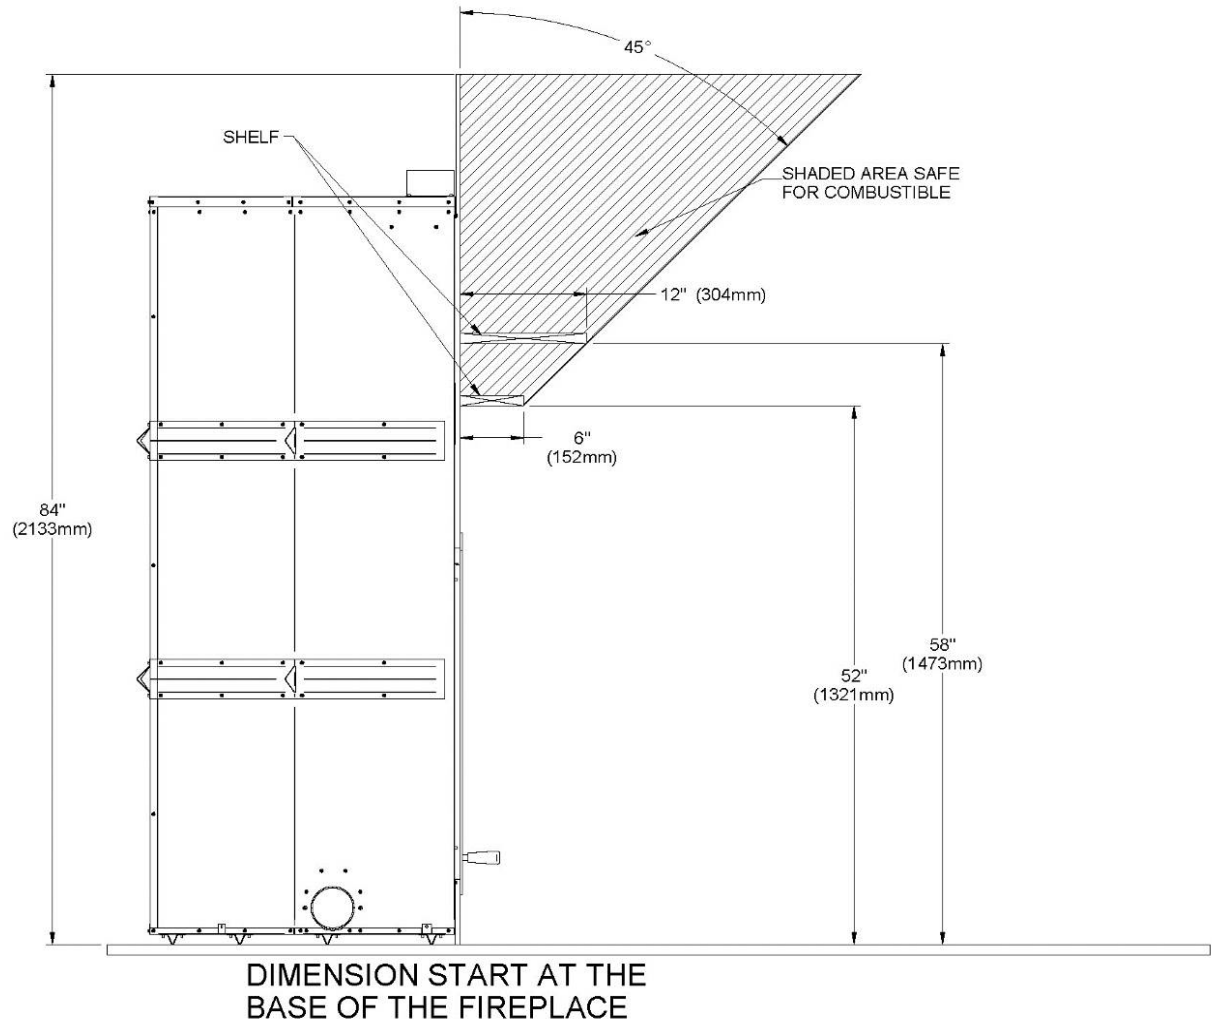 45°
SHELF
SHADED AREA SAFE
FOR COMBUSTIBLE
12" (304mm)
6"
(152mm)
84"
(2133mm)
58"
(1473mm)
52"
(1321mm)
DIMENSION START AT THE
BASE OF THE FIREPLACE